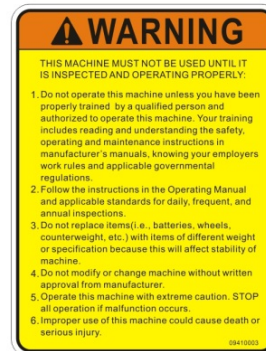 WARNING
THIS MACHINE MUST NOT BE USED UNTIL IT
IS INSPECTED AND OPERATING PROPERLY:
1. Do not operate this machine unless you have been
properly trained by a qualified person and
authorized to operate this machine. Your training
includes reading and understanding the safety,
operating and maintenance instructions in
manufacturer's manuals, knowing your employers
work rules and applicable governmental
regulations.
2. Follow the instructions in the Operating Manual
and applicable standards for daily, frequent, and
annual inspections.
3. Do not replace items(i.e., batteries, wheels,
counterweight, etc.) with items of different weight
or specification because this will affect stability of
machine.
4. Do not modify or change machine without written
approval from manufacturer.
5. Operate this machine with extreme caution. STOP
all operation if malfunction occurs.
6. Improper use of this machine could cause death or
serious injury.
09410003